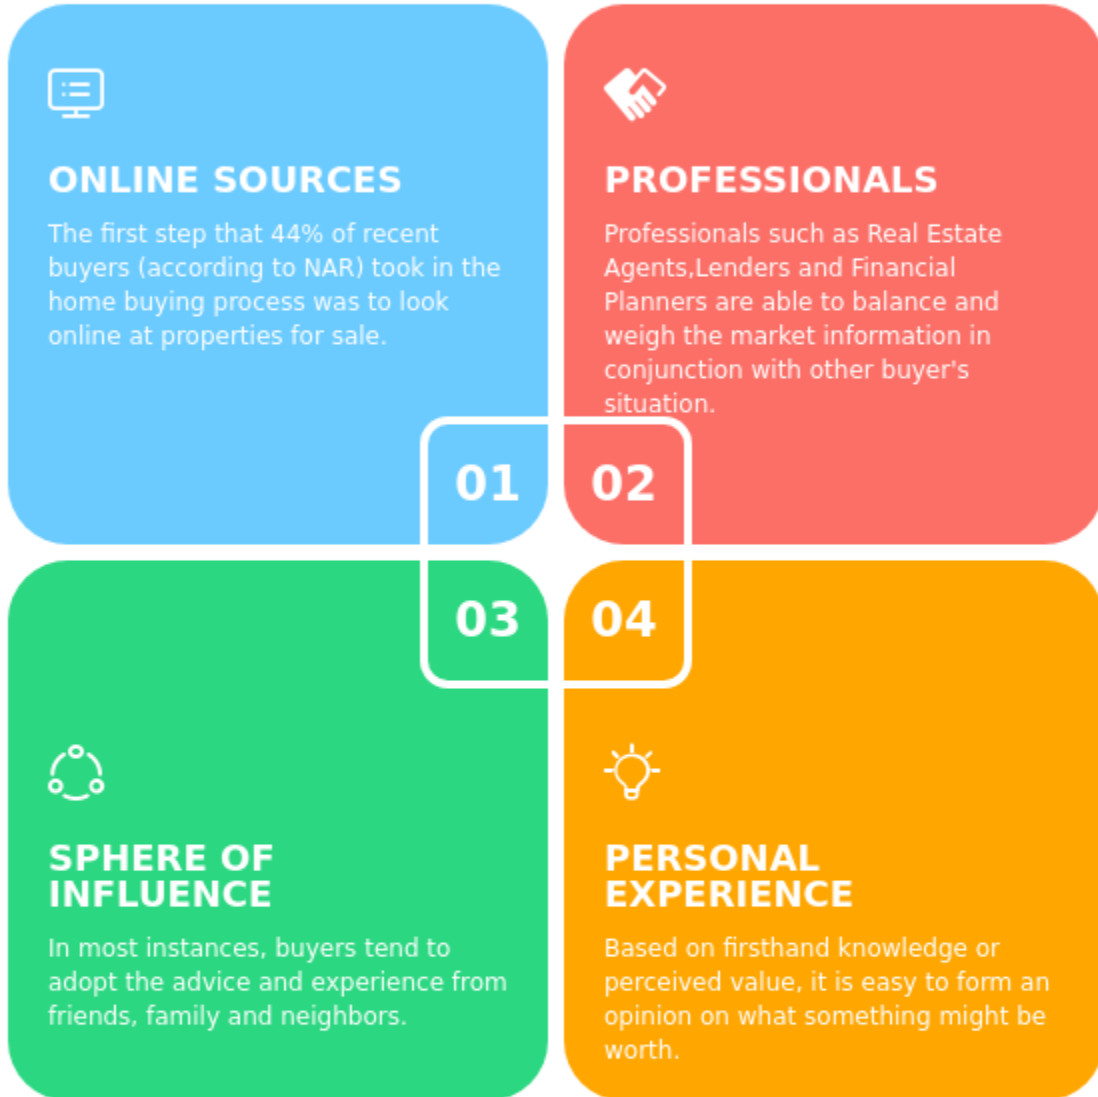 ONLINE SOURCES
The first step that 44% of recent
buyers (according to NAR) took in the
home buying process was to look
online at properties for sale.
01
PROFESSIONALS
Professionals such as Real Estate
Agents,Lenders and Financial
Planners are able to balance and
weigh the market information in
conjunction with other buyer's
situation.
02
03
SPHERE OF
INFLUENCE
In most instances, buyers tend to
adopt the advice and experience from
friends, family and neighbors.
04
PERSONAL
EXPERIENCE
Based on firsthand knowledge or
perceived value, it is easy to form an
opinion on what something might be
worth.